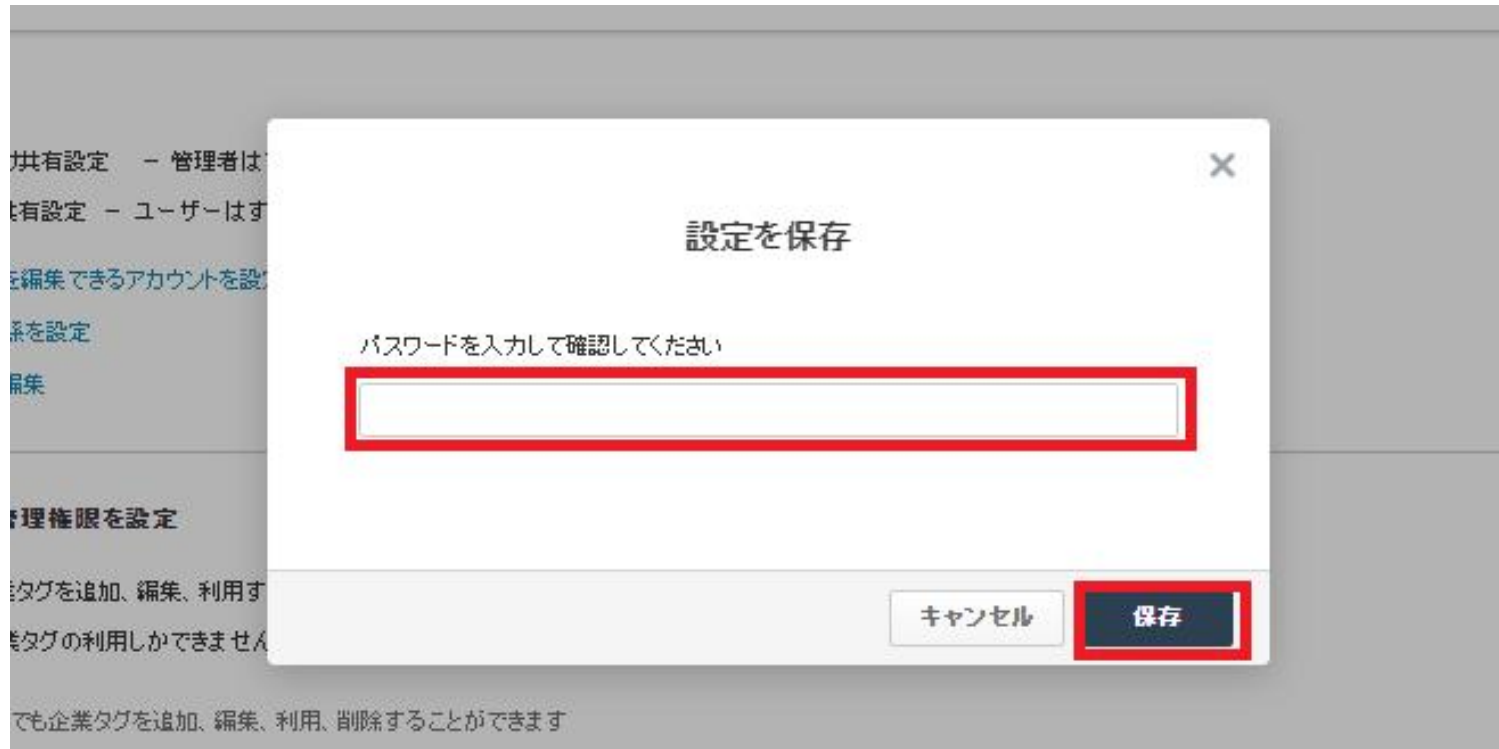 共有設定 － 管理者は
設定を保存
有設定 － ユーザーはす
を編集できるアカウントを設
パスワードを入力して確認してください
係を設定
編集
管理権限を設定
タグを追加、編集、利用す
キャンセル
保存
業タグの利用しかできません
でも企業タグを追加、編集、利用、削除することができます